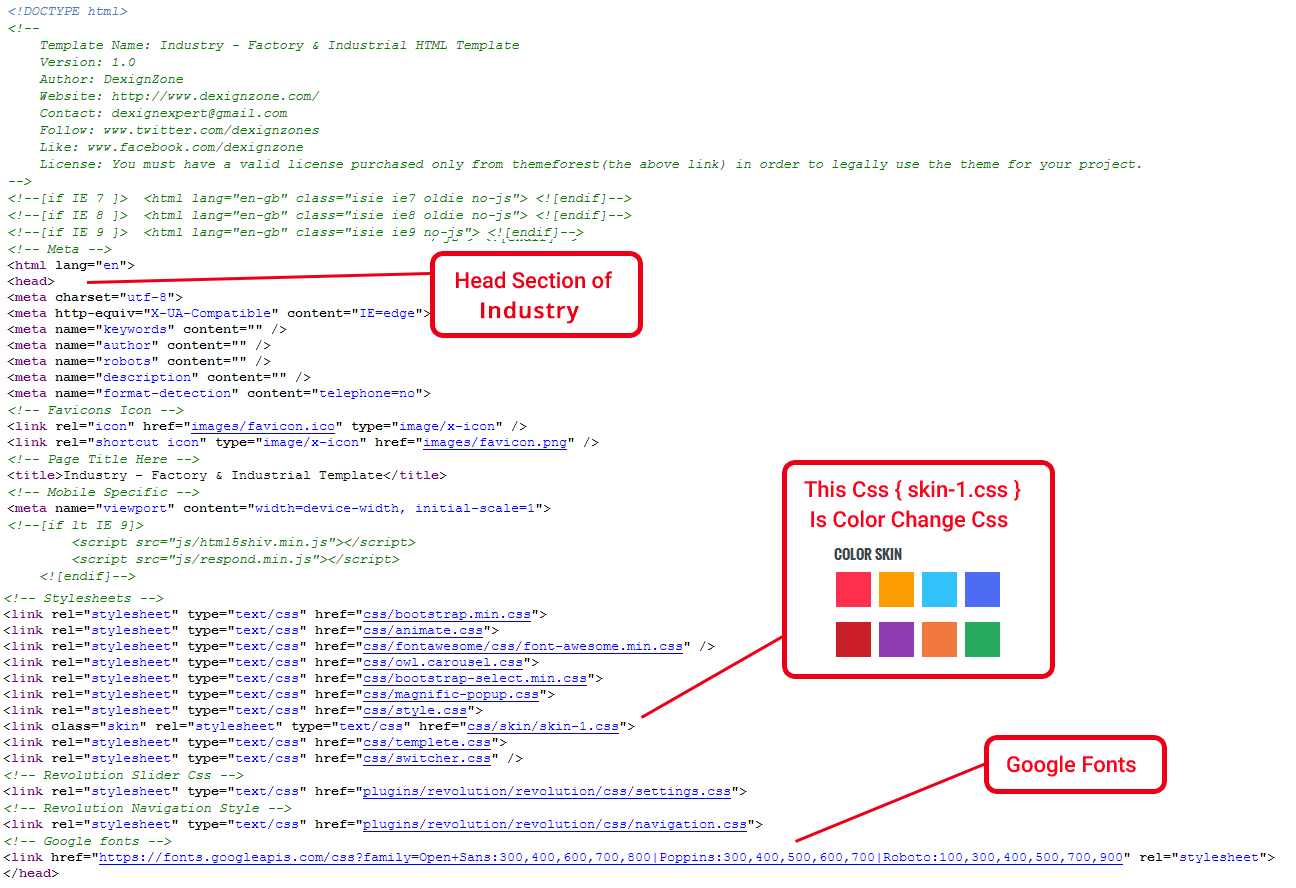 <!DOCTYPE html>
<!--
Template Name: Industry - Factory & Industrial HTML Template
Version: 1.0
Author: DexignZone
Website: http://www.dexignzone.com/
Contact: dexignexpert@gmail.com
Follow: www.twitter.com/dexignzones
Like: www.facebook.com/dexignzone
License: You must have a valid license purchased only from themeforest(the above link) in order to legally use the theme for your project.
-->
<!--[if IE 7 ]>  <html lang="en-gb" class="isie ie7 oldie no-js"> <![endif]-->
<!--[if IE 8 ]>  <html lang="en-gb" class="isie ie8 oldie no-js"> <![endif]-->
<!--[if IE 9 ]>  <html lang="en-gb" class="isie ie9 no-js"> <![endif]-->
<!-- Meta -->
<html lang="en">
<head>
Head Section of
Industry
<meta charset="utf-8">
<meta http-equiv="X-UA-Compatible" content="IE=edge">
<meta name="keywords" content="" />
<meta name="author" content="" />
<meta name="robots" content="" />
<meta name="description" content="" />
<meta name="format-detection" content="telephone=no">
<!-- Favicons Icon -->
<link rel="icon" href="images/favicon.ico" type="image/x-icon" />
<link rel="shortcut icon" type="image/x-icon" href="images/favicon.png" />
<!-- Page Title Here -->
<title>Industry - Factory & Industrial Template</title>
<!-- Mobile Specific -->
<meta name="viewport" content="width=device-width, initial-scale=1">
<!--[if lt IE 9]>
<script src="js/html5shiv.min.js"></script>
<script src="js/respond.min.js"></script>
<![endif]-->
This Css { skin-1.css }
Is Color Change Css
COLOR SKIN
<!-- Stylesheets -->
<link rel="stylesheet" type="text/css" href="css/bootstrap.min.css">
<link rel="stylesheet" type="text/css" href="css/animate.css">
<link rel="stylesheet" type="text/css" href="css/fontawesome/css/font-awesome.min.css" />
<link rel="stylesheet" type="text/css" href="css/owl.carousel.css">
<link rel="stylesheet" type="text/css" href="css/bootstrap-select.min.css">
<link rel="stylesheet" type="text/css" href="css/magnific-popup.css">
<link rel="stylesheet" type="text/css" href="css/style.css">
<link class="skin" rel="stylesheet" type="text/css" href="css/skin/skin-1.css">
<link rel="stylesheet" type="text/css" href="css/templete.css">
<link rel="stylesheet" type="text/css" href="css/switcher.css" />
<!-- Revolution Slider Css -->
<link rel="stylesheet" type="text/css" href="plugins/revolution/revolution/css/settings.css">
<!-- Revolution Navigation Style -->
<link rel="stylesheet" type="text/css" href="plugins/revolution/revolution/css/navigation.css">
Google Fonts
<!-- Google fonts -->
<link href="https://fonts.googleapis.com/css?family=Open+Sans:300,400,600,700,800|Poppins:300,400,500,600,700|Roboto:100,300,400,500,700,900" rel="stylesheet">
</head>